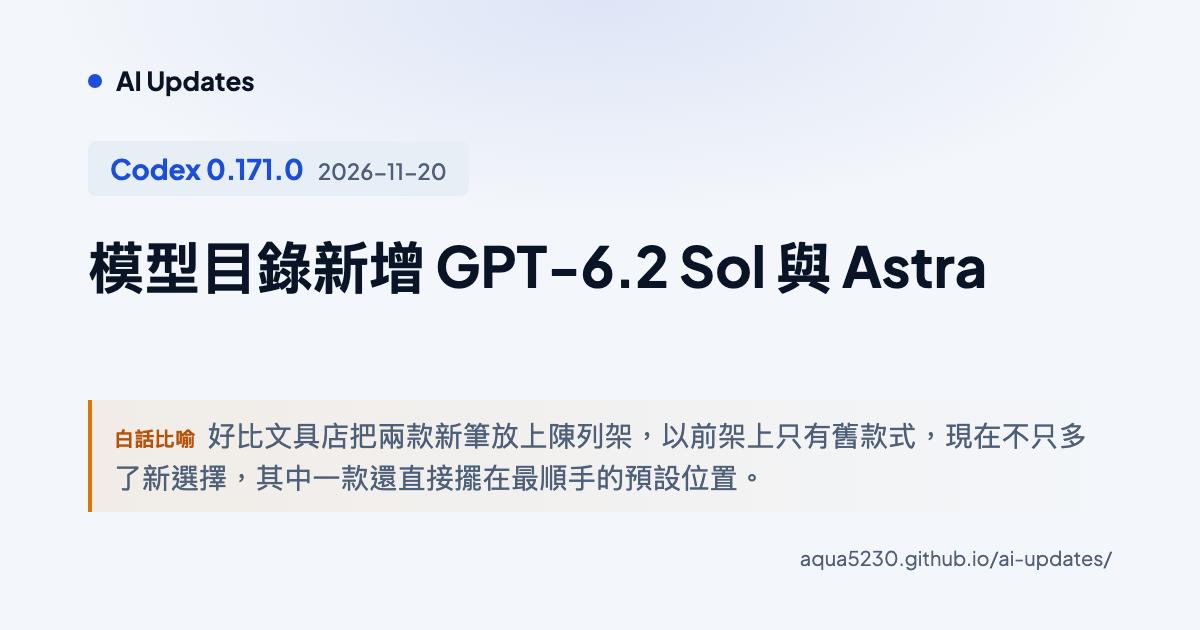 AI Updates
Codex 0.171.0 2026-11-20
模型目錄新增 GPT-6.2 Sol 與 Astra
白話比喻 好比文具店把兩款新筆放上陳列架，以前架上只有舊款式，現在不只多
了新選擇，其中一款還直接擺在最順手的預設位置。
aqua5230.github.io/ai-updates/